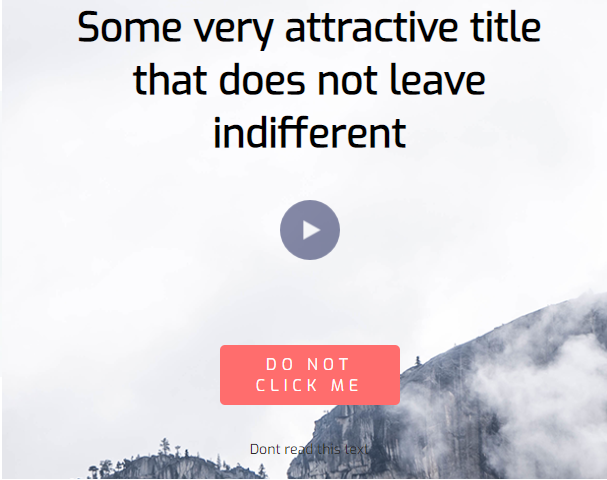 Some very attractive title
that does not leave
indifferent
DO NOT
CLICK ME
Dont read this text